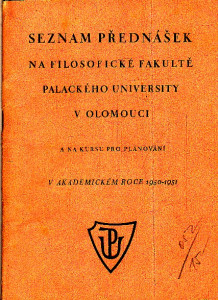 SEZNAM PŘEDNÁŠEK
NA FILOSOFICKÉ FAKULTĚ
PALACKÉHO UNIVERSITY
V OLOMOUCI
A NA KURSU PRO PLÁNOVÁNÍ
V AKADEMICKÉM ROCE 1950-1951
UP